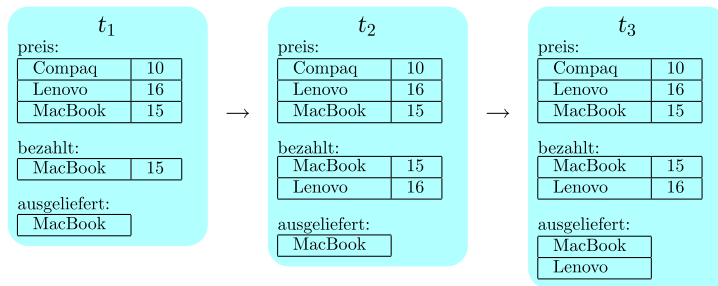 t₁
preis:
Compaq 10
Lenovo 16
MacBook 15
bezahlt:
MacBook 15
ausgeliefert:
MacBook
→
t₂
preis:
Compaq 10
Lenovo 16
MacBook 15
bezahlt:
MacBook 15
Lenovo 16
ausgeliefert:
MacBook
→
t₃
preis:
Compaq 10
Lenovo 16
MacBook 15
bezahlt:
MacBook 15
Lenovo 16
ausgeliefert:
MacBook
Lenovo